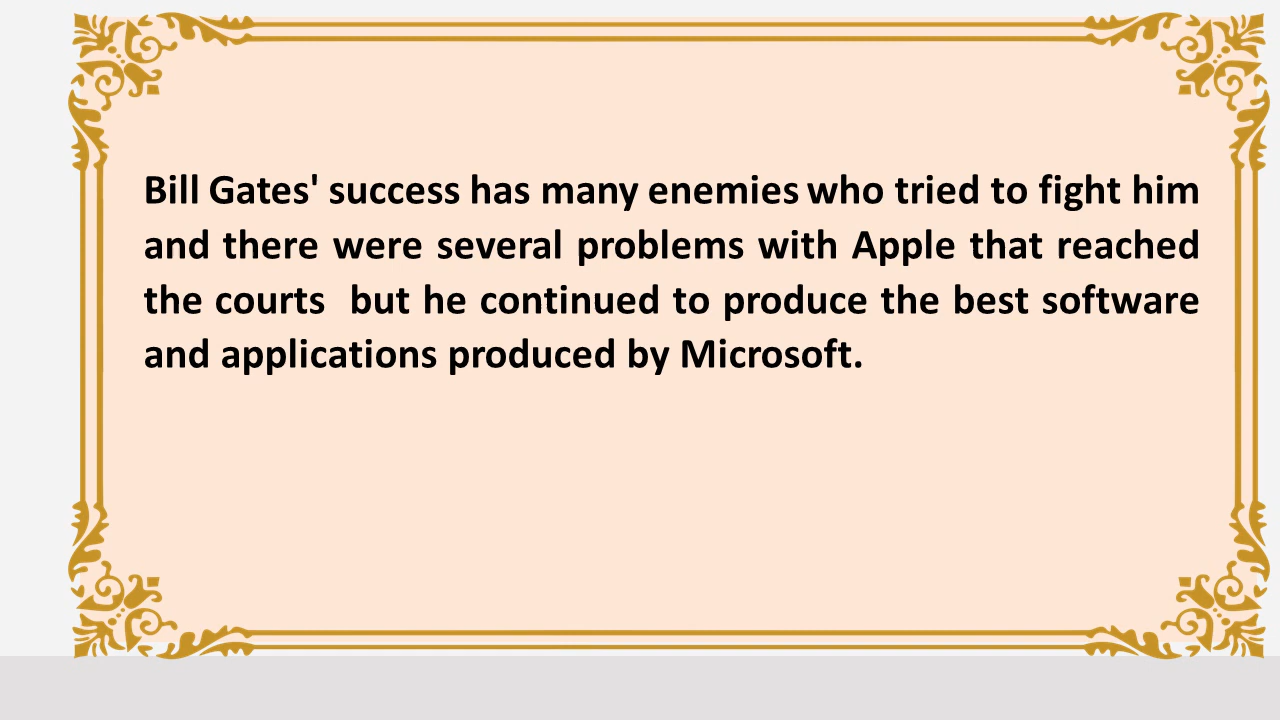 Bill Gates' success has many enemies who tried to fight him
and there were several problems with Apple that reached
the courts  but he continued to produce the best software
and applications produced by Microsoft.